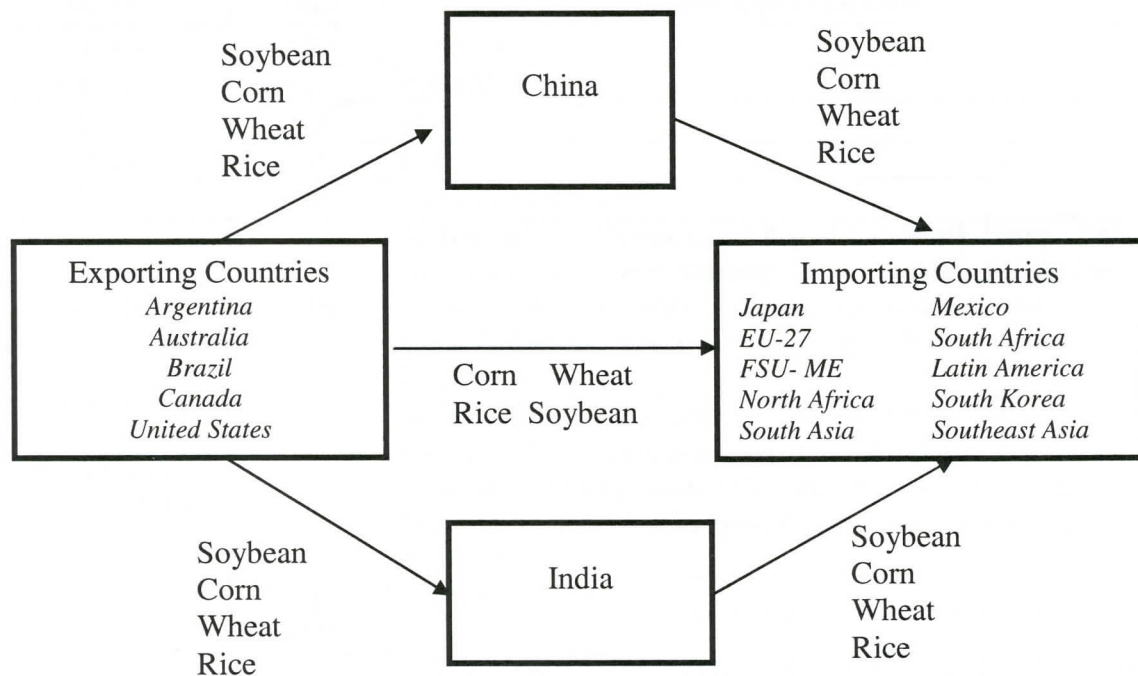 Soybean
Corn
Wheat
Rice
China
Soybean
Corn
Wheat
Rice
Exporting Countries
Argentina
Australia
Brazil
Canada
United States
Corn Wheat
Rice Soybean
Importing Countries
Japan Mexico
EU-27 South Africa
FSU- ME Latin America
North Africa South Korea
South Asia Southeast Asia
Soybean
Corn
Wheat
Rice
India
Soybean
Corn
Wheat
Rice